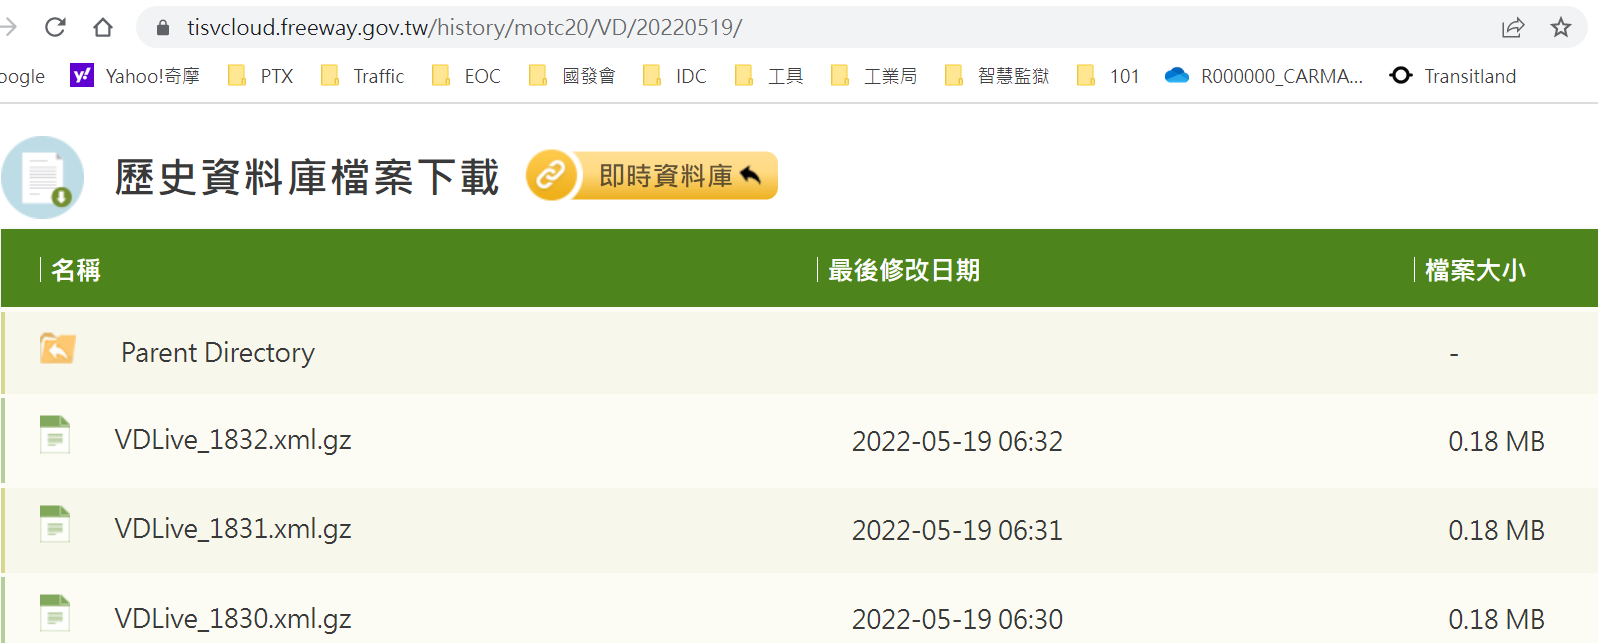 tisvcloud.freeway.gov.tw/history/motc20/VD/20220519/
oogle Yahoo!奇摩 PTX Traffic EOC 國發會 IDC 工具 工業局 智慧監獄 101 R000000_CARMA... Transitland
歷史資料庫檔案下載 即時資料庫
名稱 最後修改日期 檔案大小
Parent Directory -
VDLive_1832.xml.gz 2022-05-19 06:32 0.18 MB
VDLive_1831.xml.gz 2022-05-19 06:31 0.18 MB
VDLive_1830.xml.gz 2022-05-19 06:30 0.18 MB